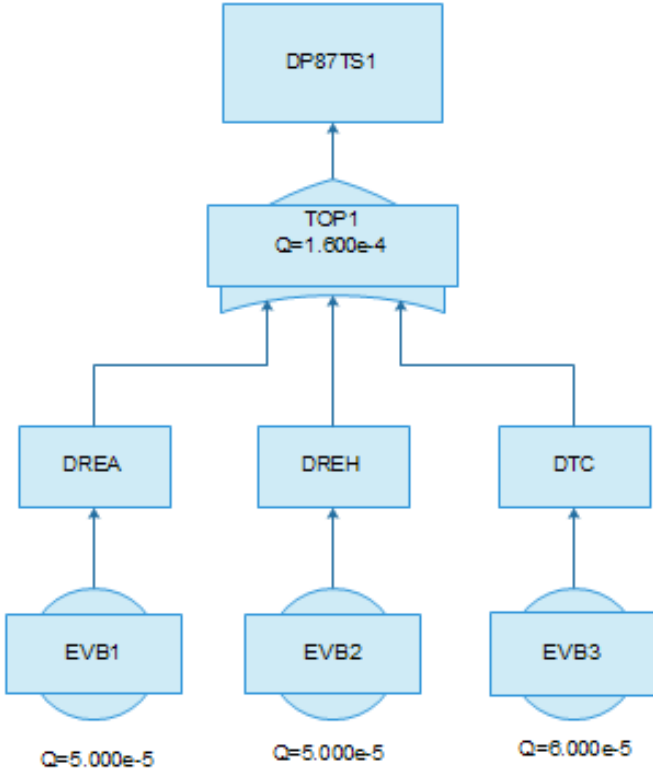 DP87TS1
TOP1
Q=1.600e-4
DREA
DREH
DTC
EVB1
EVB2
EVB3
Q=5.000e-5
Q=5.000e-5
Q=6.000e-5